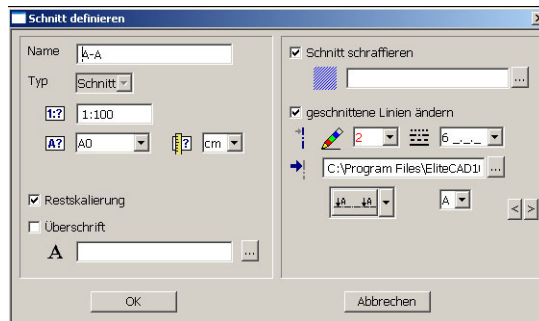 Schnitt definieren
Name A-A
Typ Schnitt
1:? 1:100
A? A0 ? cm
Restskalierung
Überschrift
A ...
Schnitt schraffieren
...
geschnittene Linien ändern
2 6 _._._
C:\Program Files\EliteCAD1 ...
A A A < >
OK Abbrechen